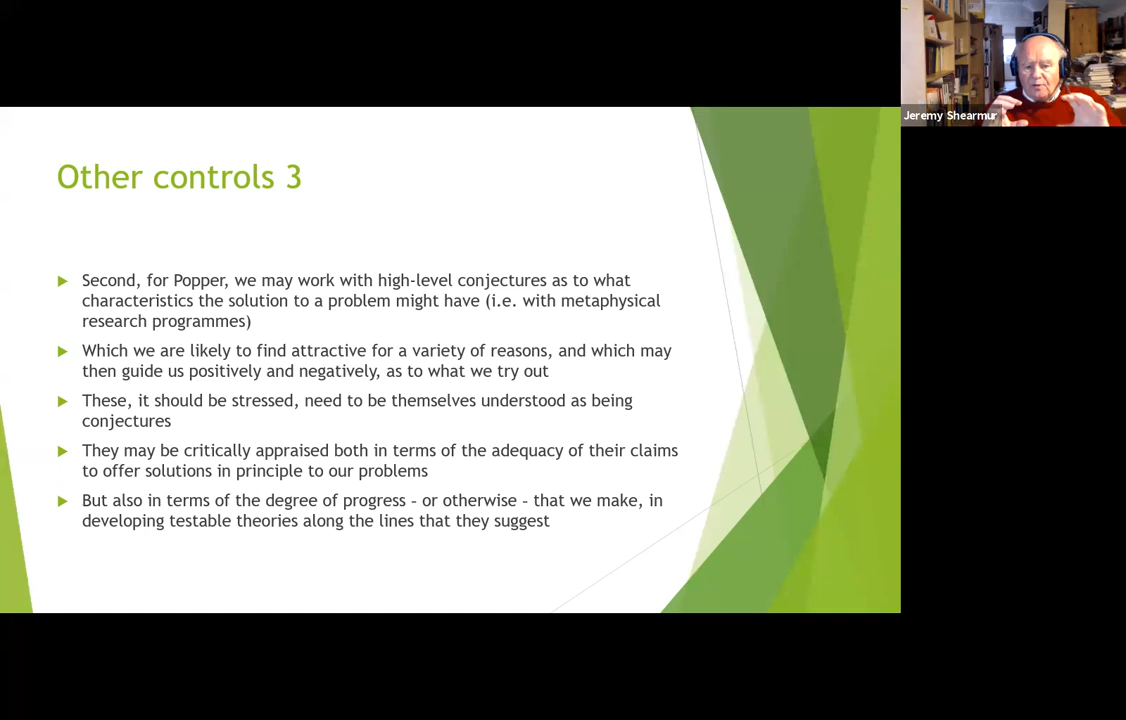 Other controls 3
Second, for Popper, we may work with high-level conjectures as to what
characteristics the solution to a problem might have (i.e. with metaphysical
research programmes)
Which we are likely to find attractive for a variety of reasons, and which may
then guide us positively and negatively, as to what we try out
These, it should be stressed, need to be themselves understood as being
conjectures
They may be critically appraised both in terms of the adequacy of their claims
to offer solutions in principle to our problems
But also in terms of the degree of progress – or otherwise – that we make, in
developing testable theories along the lines that they suggest
Jeremy Shearmur